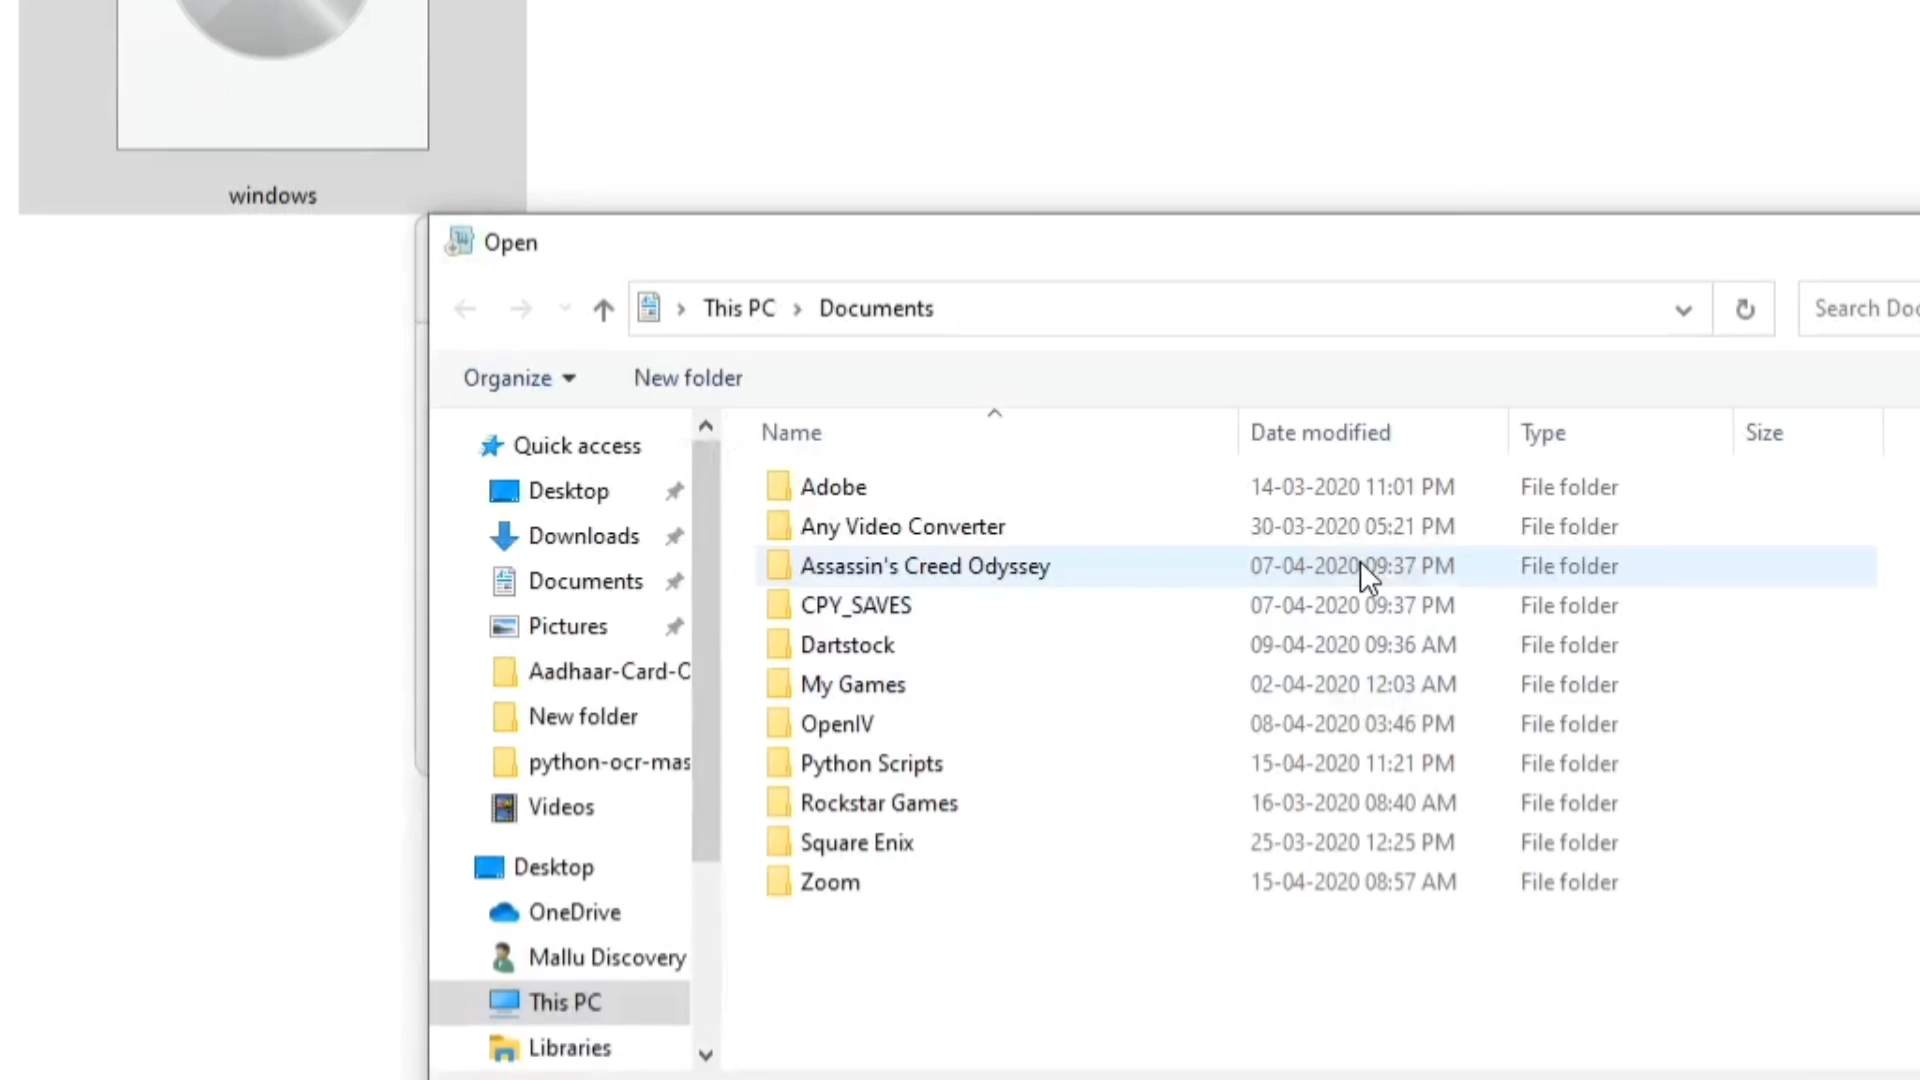 windows
Open
This PC > Documents
Search Doc
Organize
New folder
Name
Date modified
Type
Size
Quick access
Desktop
Downloads
Documents
Pictures
Aadhaar-Card-O
New folder
python-ocr-mas
Videos
Desktop
OneDrive
Mallu Discovery
This PC
Libraries
Adobe 14-03-2020 11:01 PM File folder
Any Video Converter 30-03-2020 05:21 PM File folder
Assassin's Creed Odyssey 07-04-2020 09:37 PM File folder
CPY_SAVES 07-04-2020 09:37 PM File folder
Dartstock 09-04-2020 09:36 AM File folder
My Games 02-04-2020 12:03 AM File folder
OpenIV 08-04-2020 03:46 PM File folder
Python Scripts 15-04-2020 11:21 PM File folder
Rockstar Games 16-03-2020 08:40 AM File folder
Square Enix 25-03-2020 12:25 PM File folder
Zoom 15-04-2020 08:57 AM File folder